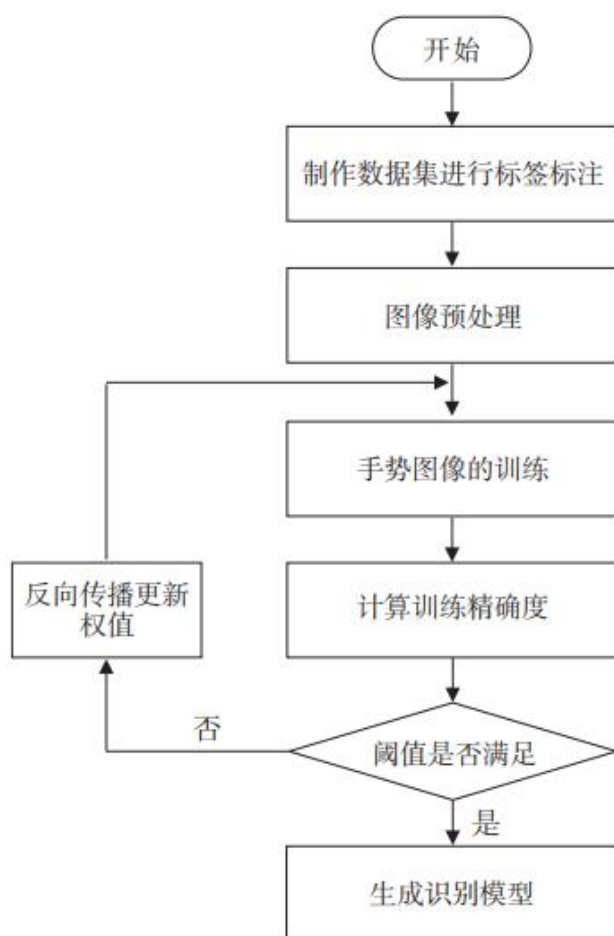 开始
制作数据集进行标签标注
图像预处理
手势图像的训练
反向传播更新
权值
计算训练精确度
否
阈值是否满足
是
生成识别模型